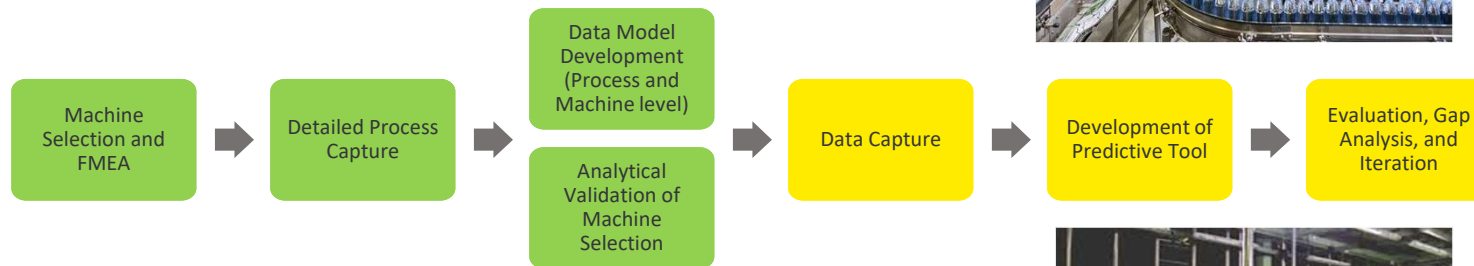 Machine
Selection and
FMEA
Detailed Process
Capture
Data Model
Development
(Process and
Machine level)
Analytical
Validation of
Machine
Selection
Data Capture
Development of
Predictive Tool
Evaluation, Gap
Analysis, and
Iteration